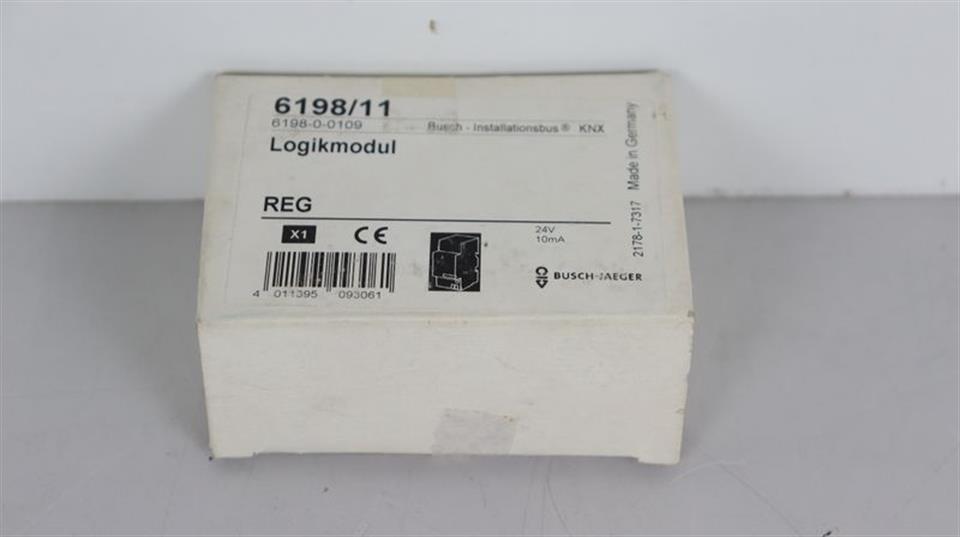 6198/11
6198-0-0109
Busch - Installationsbus® KNX
Logikmodul
REG
X1
CE
24V
10mA
BUSCH-JAEGER
4 011395 093061
2178-1-7317 Made in Germany